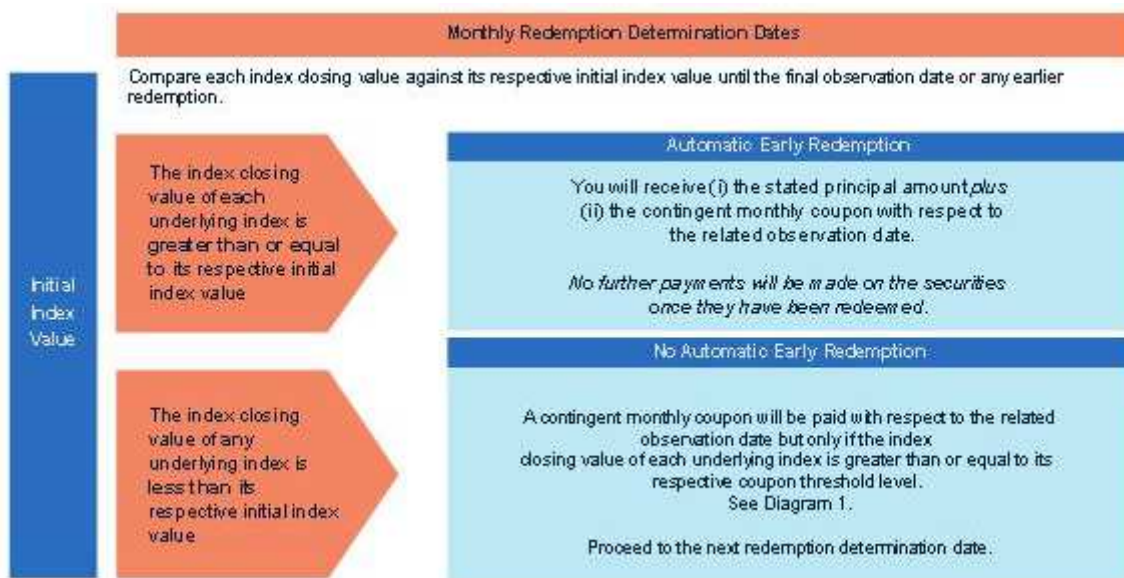 Monthly Redemption Determination Dates
Compare each index closing value against its respective initial index value until the final observation date or any earlier
redemption.
Initial
Index
Value
The index closing
value of each
underlying index is
greater than or equal
to its respective initial
index value
Automatic Early Redemption
You will receive (i) the stated principal amount plus
(ii) the contingent monthly coupon with respect to
the related observation date.
No further payments will be made on the securities
once they have been redeemed.
The index closing
value of any
underlying index is
less than its
respective initial index
value
No Automatic Early Redemption
A contingent monthly coupon will be paid with respect to the related
observation date but only if the index
closing value of each underlying index is greater than or equal to its
respective coupon threshold level.
See Diagram 1.
Proceed to the next redemption determination date.